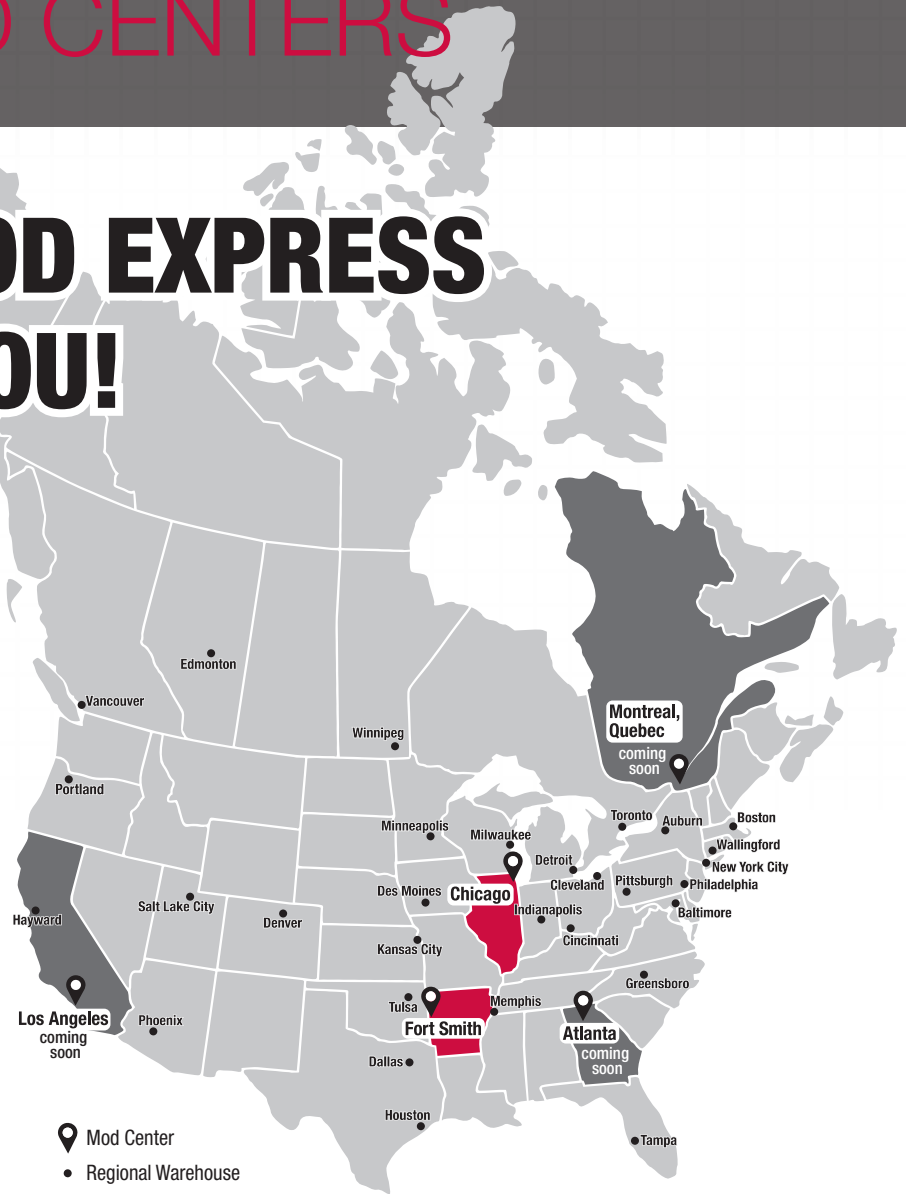 CENTERS
OD EXPRESS
OU!
Edmonton
Vancouver
Winnipeg
Montreal,
Quebec
coming
soon
Portland
Minneapolis
Milwaukee
Toronto
Auburn
Boston
Wallingford
New York City
Detroit
Cleveland
Pittsburgh
Philadelphia
Baltimore
Chicago
Des Moines
Indianapolis
Cincinnati
Salt Lake City
Denver
Hayward
Kansas City
Greensboro
Los Angeles
coming
soon
Phoenix
Tulsa
Memphis
Fort Smith
Atlanta
coming
soon
Dallas
Houston
Tampa
Mod Center
Regional Warehouse